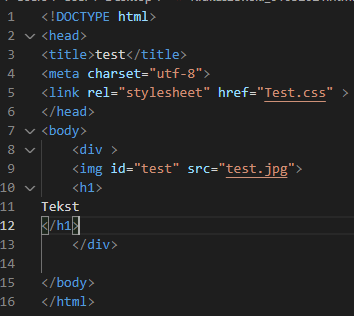 1 <!DOCTYPE html>
2 <head>
3 <title>test</title>
4 <meta charset="utf-8">
5 <link rel="stylesheet" href="Test.css" >
6 </head>
7 <body>
8 <div >
9 <img id="test" src="test.jpg">
10 <h1>
11 Tekst
12 </h1>
13 </div>
14
15 </body>
16 </html>